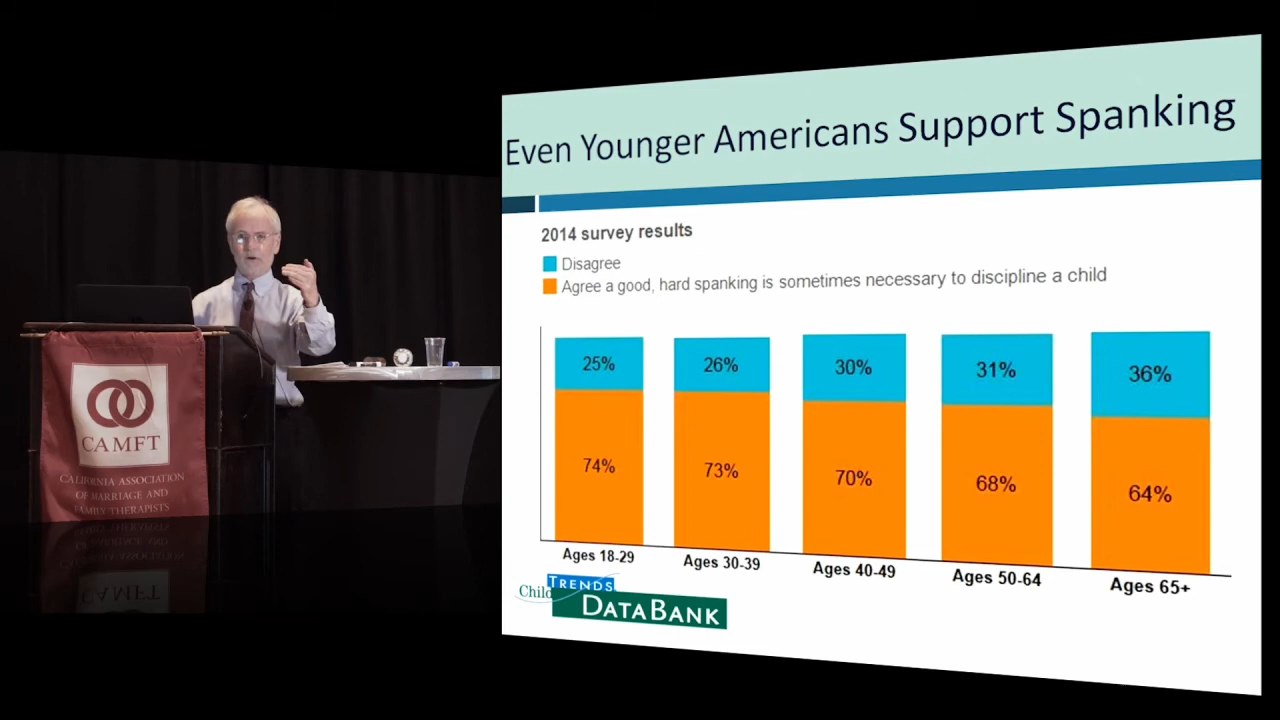 Even Younger Americans Support Spanking
2014 survey results
Disagree
Agree a good, hard spanking is sometimes necessary to discipline a child
25%
26%
30%
31%
36%
74%
73%
70%
68%
64%
Ages 18-29
Ages 30-39
Ages 40-49
Ages 50-64
Ages 65+
Child TRENDS
DATABANK
CAMFT
CALIFORNIA ASSOCIATION
OF MARRIAGE AND
FAMILY THERAPISTS